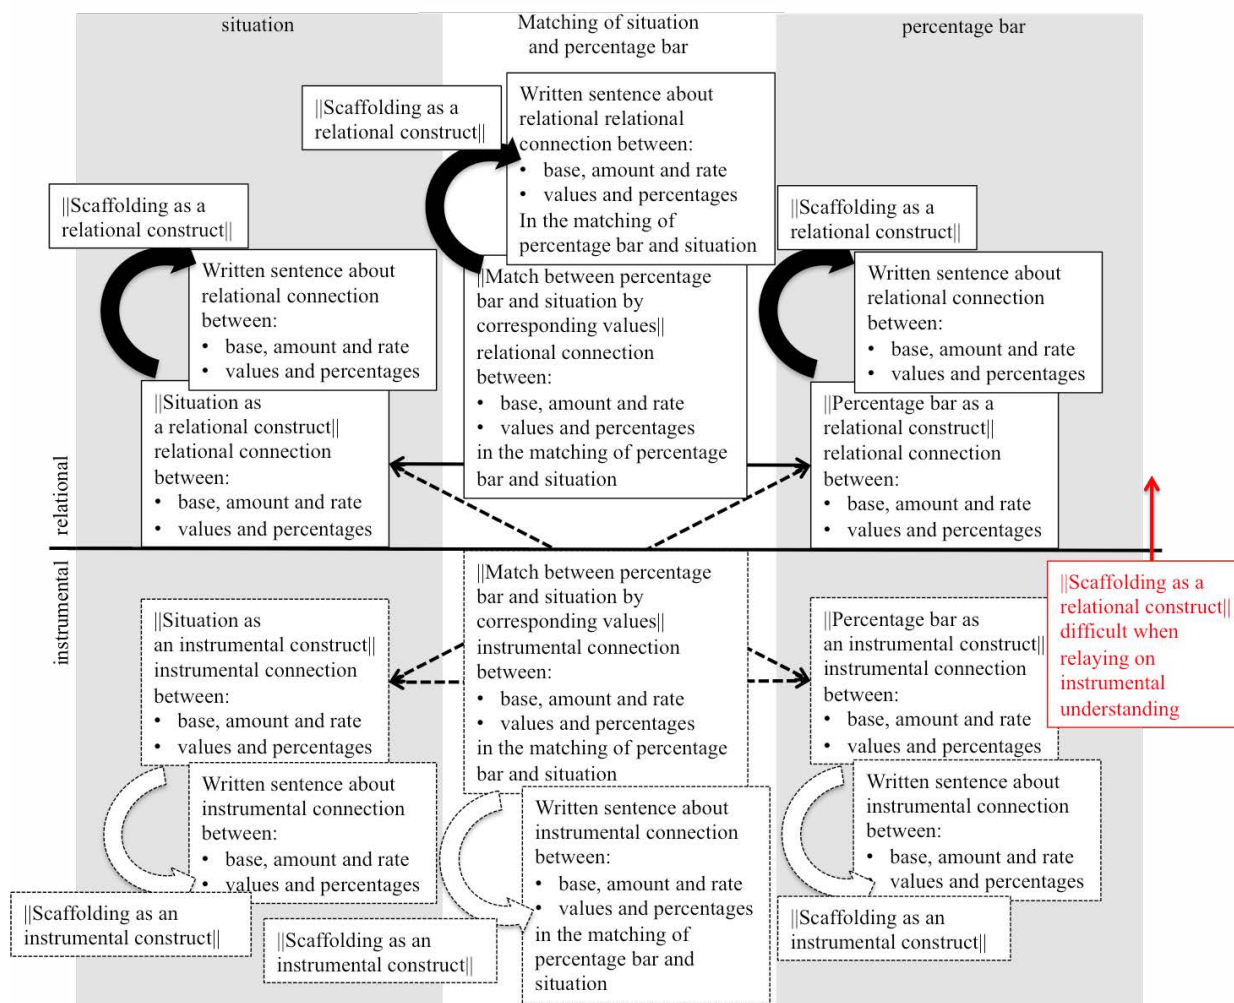 situation
Matching of situation
and percentage bar
percentage bar
||Scaffolding as a
relational construct||
Written sentence about
relational relational
connection between:
• base, amount and rate
• values and percentages
In the matching of
percentage bar and situation
||Scaffolding as a
relational construct||
Written sentence about
relational connection
between:
• base, amount and rate
• values and percentages
||Scaffolding as a
relational construct||
Written sentence about
relational connection
between:
• base, amount and rate
• values and percentages
||Situation as
a relational construct||
relational connection
between:
• base, amount and rate
• values and percentages
||Match between percentage
bar and situation by
corresponding values||
relational connection
between:
• base, amount and rate
• values and percentages
in the matching of percentage
bar and situation
||Percentage bar as a
relational construct||
relational connection
between:
• base, amount and rate
• values and percentages
relational
instrumental
||Situation as
an instrumental construct||
instrumental connection
between:
• base, amount and rate
• values and percentages
||Match between percentage
bar and situation by
corresponding values||
instrumental connection
between:
• base, amount and rate
• values and percentages
in the matching of percentage
bar and situation
||Percentage bar as
an instrumental construct||
instrumental connection
between:
• base, amount and rate
• values and percentages
||Scaffolding as a
relational construct||
difficult when
relaying on
instrumental
understanding
Written sentence about
instrumental connection
between:
• base, amount and rate
• values and percentages
||Scaffolding as an
instrumental construct||
Written sentence about
instrumental connection
between:
• base, amount and rate
• values and percentages
in the matching of
percentage bar and
situation
||Scaffolding as an
instrumental construct||
Written sentence about
instrumental connection
between:
• base, amount and rate
• values and percentages
||Scaffolding as an
instrumental construct||